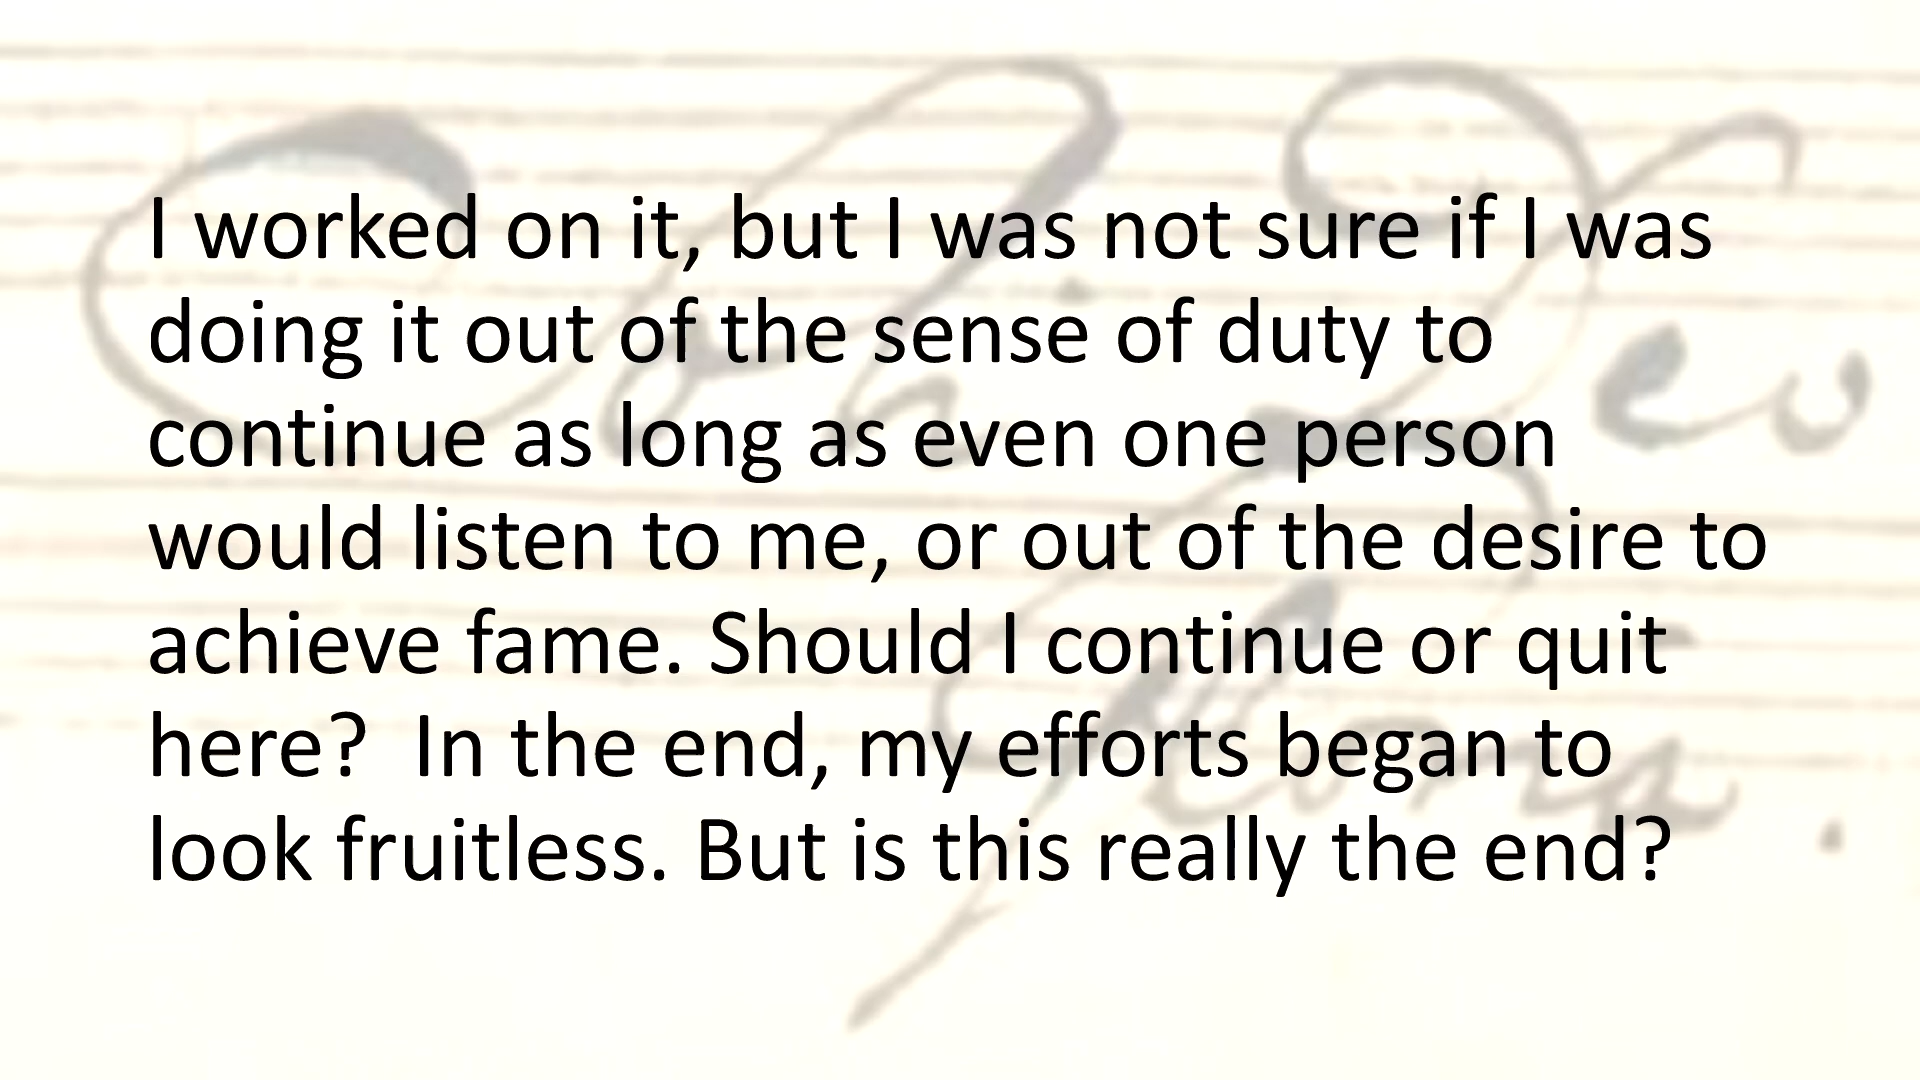 I worked on it, but I was not sure if I was
doing it out of the sense of duty to
continue as long as even one person
would listen to me, or out of the desire to
achieve fame. Should I continue or quit
here?  In the end, my efforts began to
look fruitless. But is this really the end?